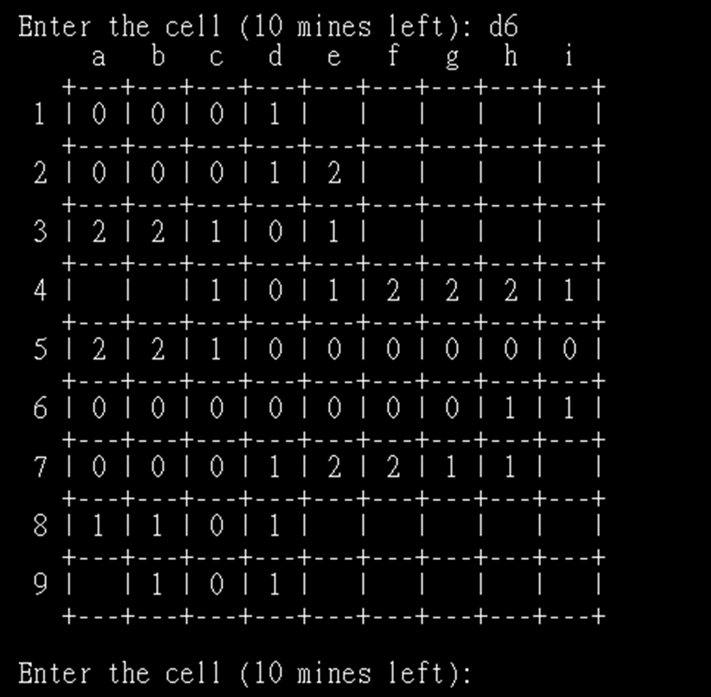 Enter the cell (10 mines left): d6
a b c d e f g h i
+---+---+---+---+---+---+---+---+---+
1 | 0 | 0 | 0 | 1 | | | | | |
+---+---+---+---+---+---+---+---+---+
2 | 0 | 0 | 0 | 1 | 2 | | | | |
+---+---+---+---+---+---+---+---+---+
3 | 2 | 2 | 1 | 0 | 1 | | | | |
+---+---+---+---+---+---+---+---+---+
4 | | | 1 | 0 | 1 | 2 | 2 | 2 | 1 |
+---+---+---+---+---+---+---+---+---+
5 | 2 | 2 | 1 | 0 | 0 | 0 | 0 | 0 | 0 |
+---+---+---+---+---+---+---+---+---+
6 | 0 | 0 | 0 | 0 | 0 | 0 | 0 | 1 | 1 |
+---+---+---+---+---+---+---+---+---+
7 | 0 | 0 | 0 | 1 | 2 | 2 | 1 | 1 | |
+---+---+---+---+---+---+---+---+---+
8 | 1 | 1 | 0 | 1 | | | | | |
+---+---+---+---+---+---+---+---+---+
9 | | 1 | 0 | 1 | | | | | |
+---+---+---+---+---+---+---+---+---+
Enter the cell (10 mines left):